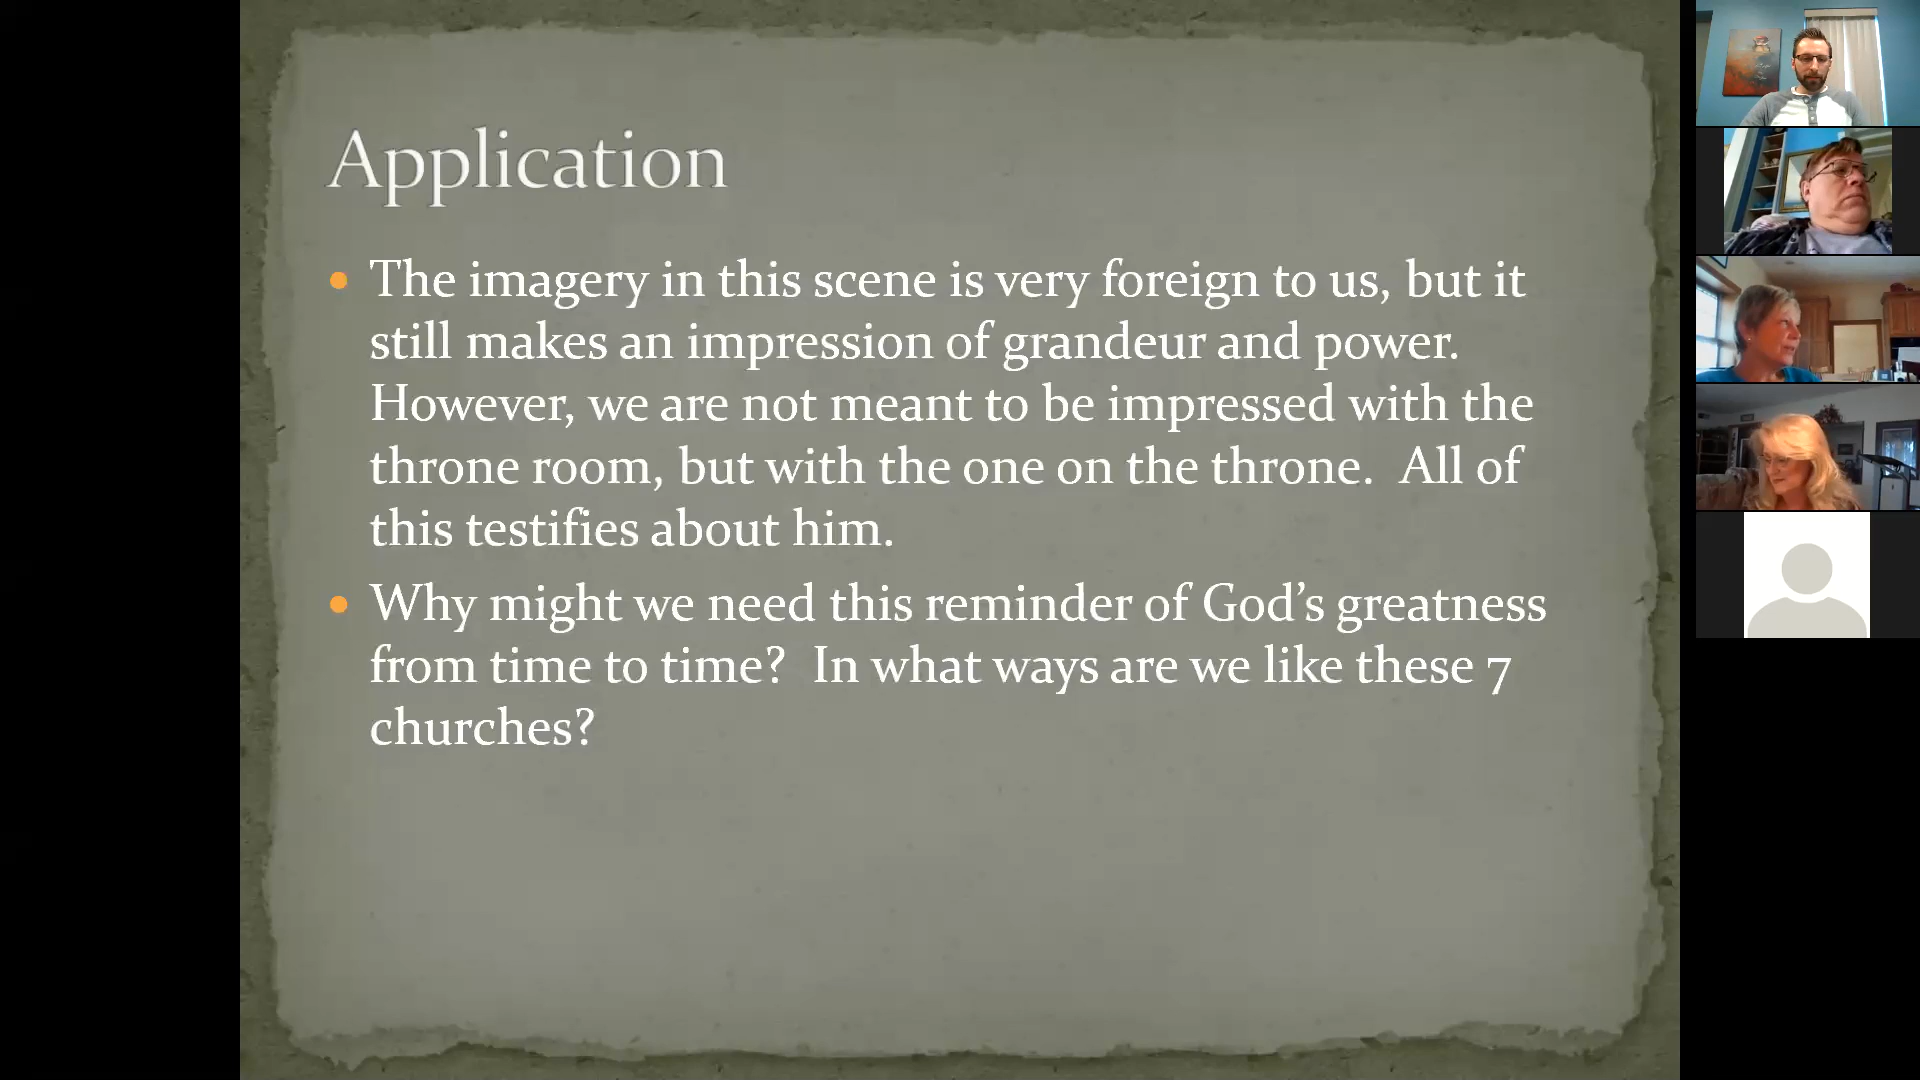 Application
The imagery in this scene is very foreign to us, but it
still makes an impression of grandeur and power.
However, we are not meant to be impressed with the
throne room, but with the one on the throne.  All of
this testifies about him.
Why might we need this reminder of God’s greatness
from time to time?  In what ways are we like these 7
churches?